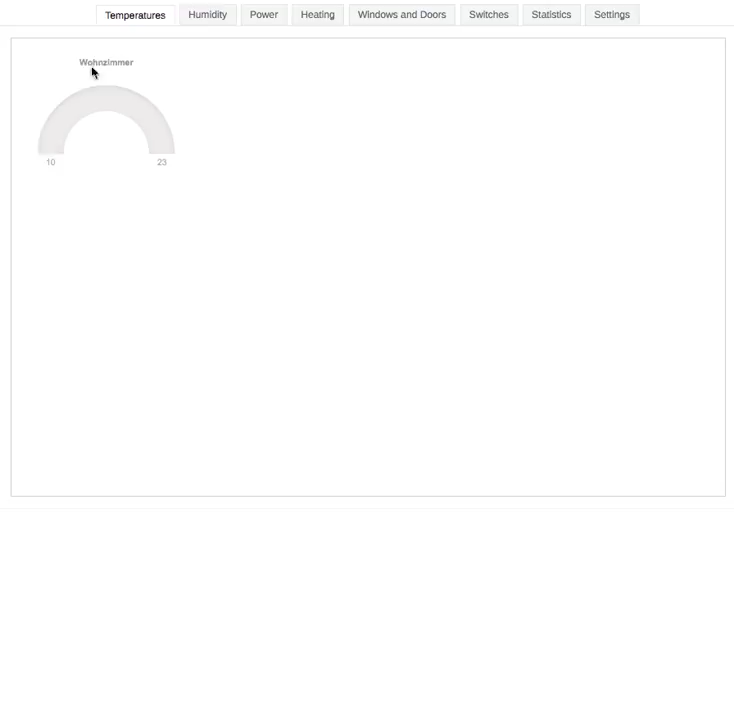 Temperatures Humidity Power Heating Windows and Doors Switches Statistics Settings
Wohnzimmer
10 23